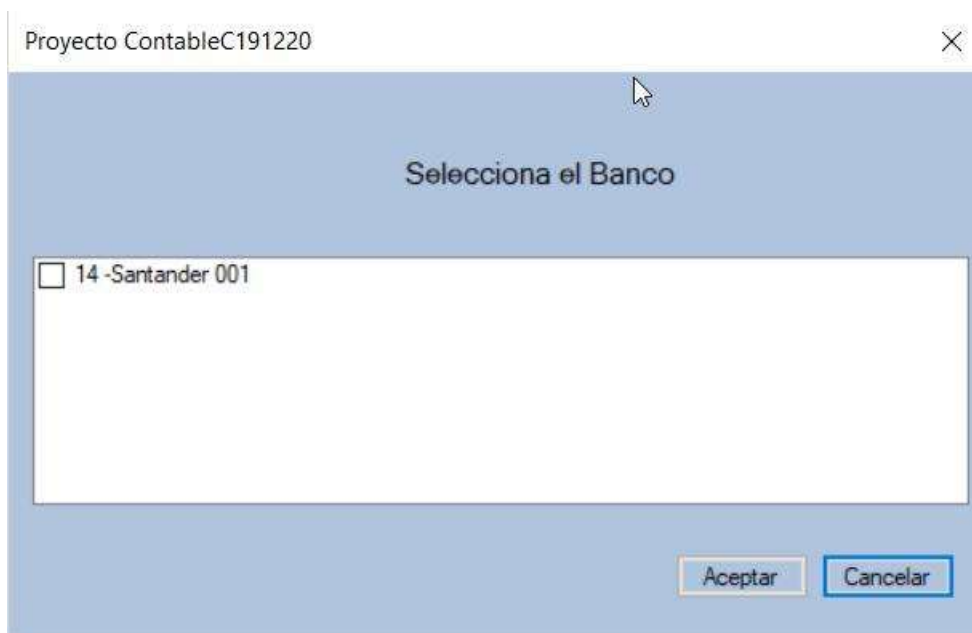 Proyecto ContableC191220
Selecciona el Banco
14 -Santander 001
Aceptar
Cancelar